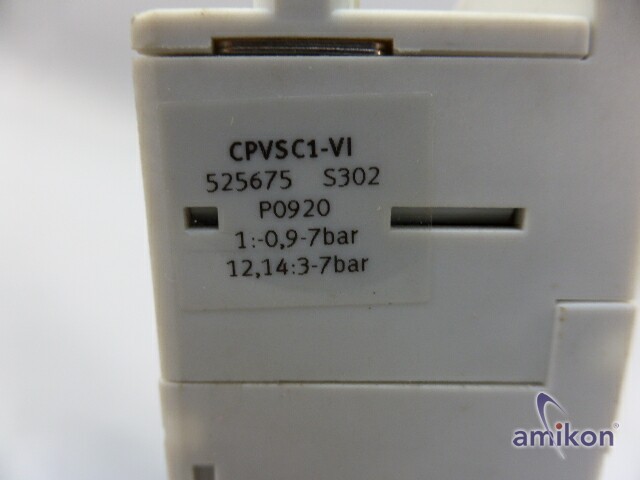 CPVSC1-VI
525675 S302
P0920
1:-0,9-7bar
12,14:3-7bar
amikon